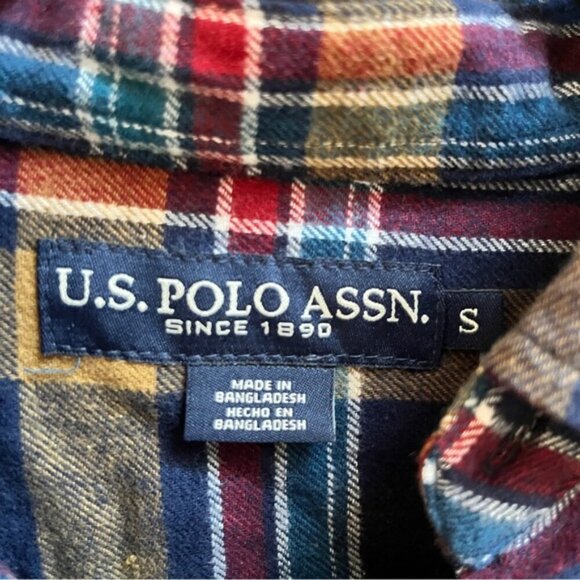 U.S. POLO ASSN.
SINCE 1890
S
MADE IN
BANGLADESH
HECHO EN
BANGLADESH